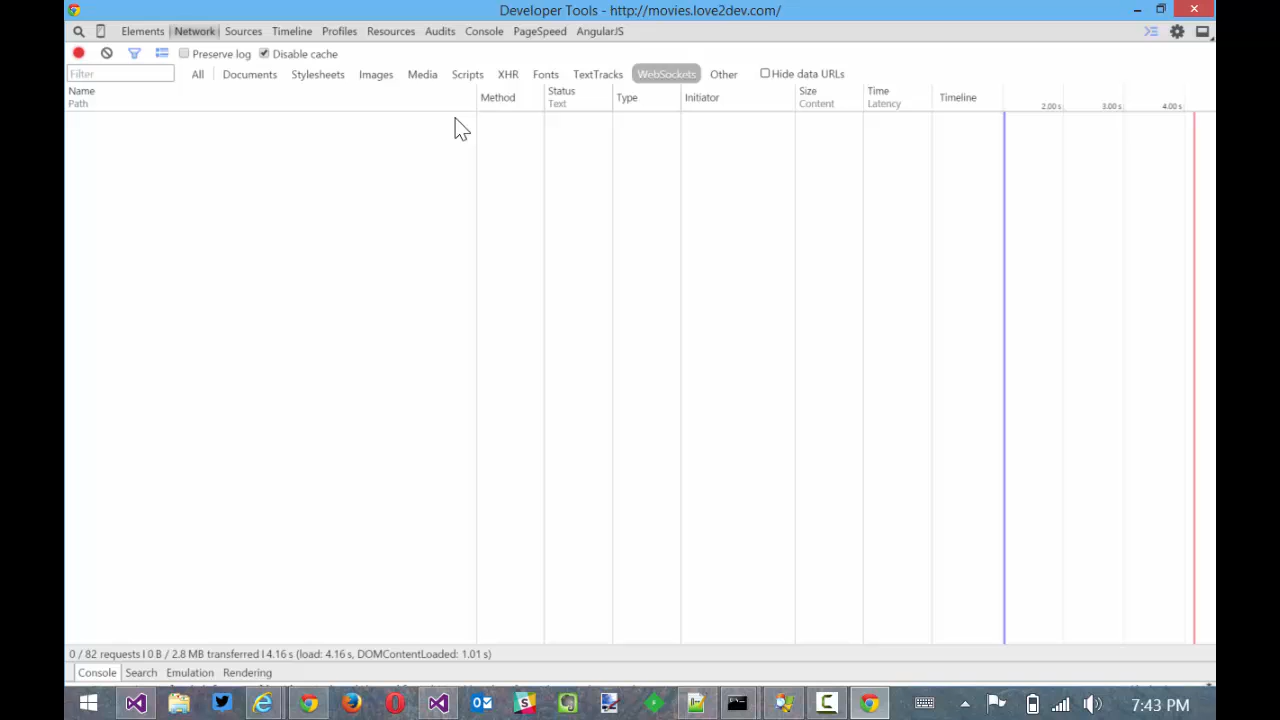 Developer Tools - http://movies.love2dev.com/
Elements Network Sources Timeline Profiles Resources Audits Console PageSpeed AngularJS
Preserve log Disable cache
Filter All Documents Stylesheets Images Media Scripts XHR Fonts TextTracks WebSockets Other Hide data URLs
Name Path Method Status Text Type Initiator Size Content Time Latency Timeline 2.00 s 3.00 s 4.00 s
0 / 82 requests | 0 B / 2.8 MB transferred | 4.16 s (load: 4.16 s, DOMContentLoaded: 1.01 s)
Console Search Emulation Rendering
7:43 PM